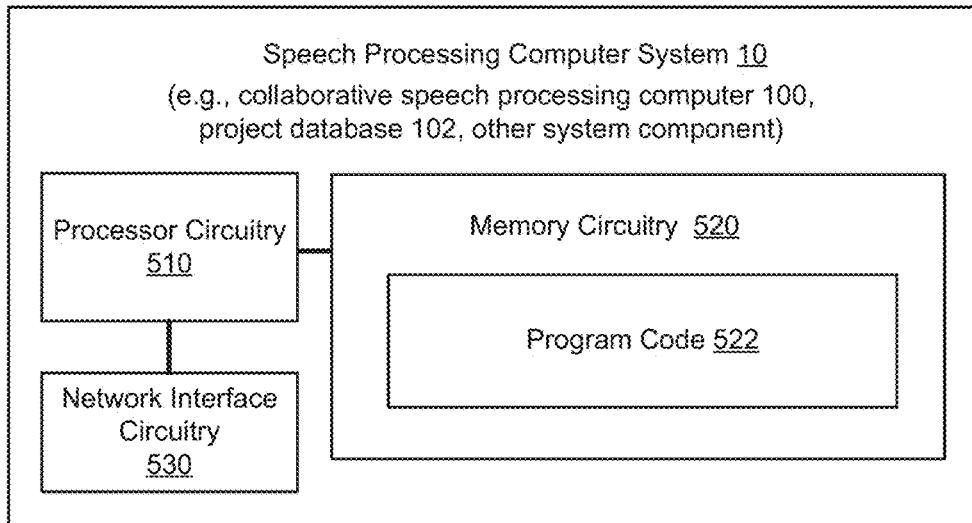 Speech Processing Computer System 10
(e.g., collaborative speech processing computer 100,
project database 102, other system component)
Processor Circuitry
510
Memory Circuitry 520
Program Code 522
Network Interface
Circuitry
530